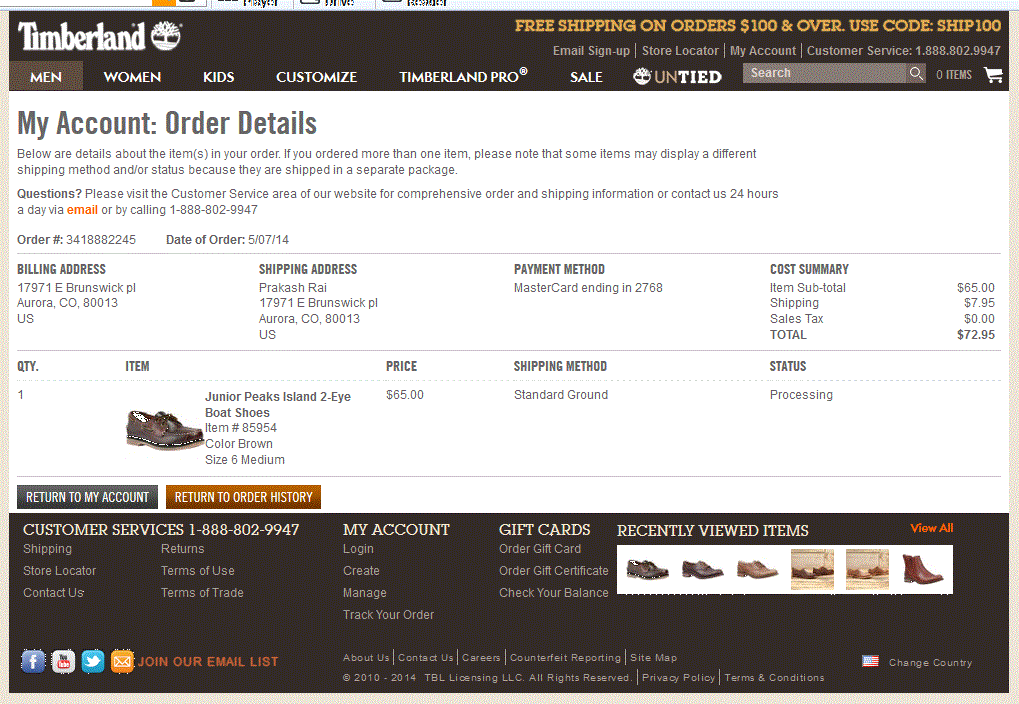 Player
Drive
Reader
Timberland®
FREE SHIPPING ON ORDERS $100 & OVER. USE CODE: SHIP100
Email Sign-up | Store Locator | My Account | Customer Service: 1.888.802.9947
MEN WOMEN KIDS CUSTOMIZE TIMBERLAND PRO® SALE UNTIED Search 0 ITEMS
My Account: Order Details
Below are details about the item(s) in your order. If you ordered more than one item, please note that some items may display a different
shipping method and/or status because they are shipped in a separate package.
Questions? Please visit the Customer Service area of our website for comprehensive order and shipping information or contact us 24 hours
a day via email or by calling 1-888-802-9947
Order #: 3418882245 Date of Order: 5/07/14
BILLING ADDRESS
17971 E Brunswick pl
Aurora, CO, 80013
US
SHIPPING ADDRESS
Prakash Rai
17971 E Brunswick pl
Aurora, CO, 80013
US
PAYMENT METHOD
MasterCard ending in 2768
COST SUMMARY
Item Sub-total $65.00
Shipping $7.95
Sales Tax $0.00
TOTAL $72.95
QTY. ITEM PRICE SHIPPING METHOD STATUS
1 Junior Peaks Island 2-Eye $65.00 Standard Ground Processing
Boat Shoes
Item # 85954
Color Brown
Size 6 Medium
RETURN TO MY ACCOUNT RETURN TO ORDER HISTORY
CUSTOMER SERVICES 1-888-802-9947
Shipping Returns
Store Locator Terms of Use
Contact Us Terms of Trade
MY ACCOUNT
Login
Create
Manage
Track Your Order
GIFT CARDS
Order Gift Card
Order Gift Certificate
Check Your Balance
RECENTLY VIEWED ITEMS View All
f You Tube JOIN OUR EMAIL LIST
About Us | Contact Us | Careers | Counterfeit Reporting | Site Map
© 2010 - 2014 TBL Licensing LLC. All Rights Reserved. | Privacy Policy | Terms & Conditions
Change Country